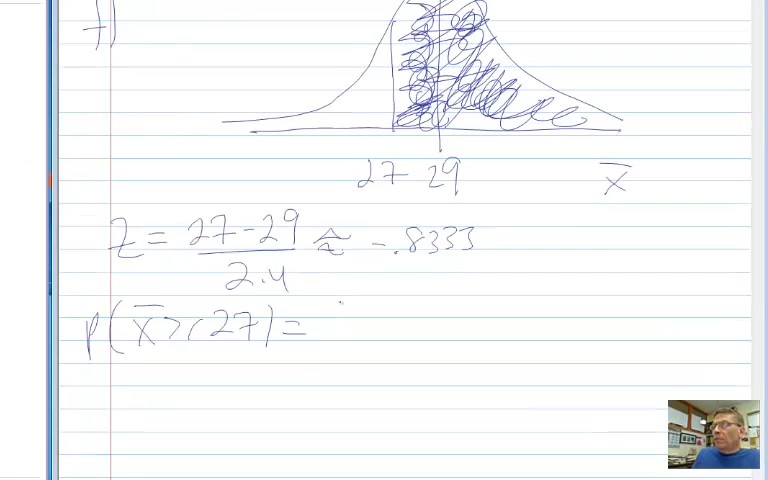 f)
27 29 x̄
Z = 27-29 / 2.4 ≈ -.8333
P(x̄ > 27) =